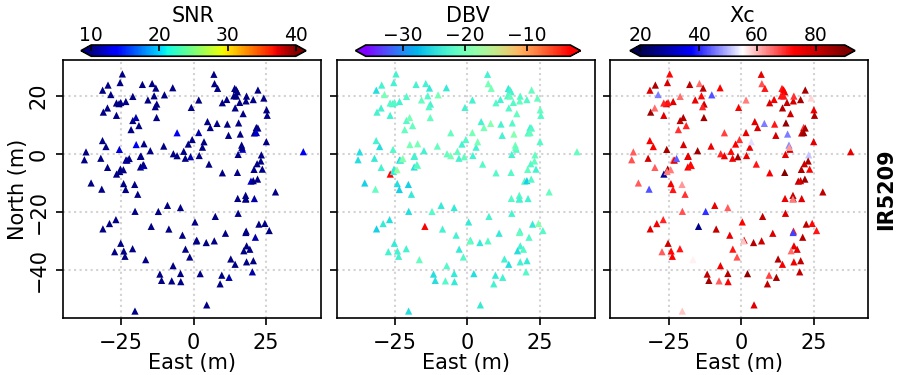 SNR DBV Xc
10 20 30 40 −30 −20 −10 20 40 60 80
North (m)
20
0
−20
−40
−25 0 25 −25 0 25 −25 0 25
East (m) East (m) East (m)
IR5209